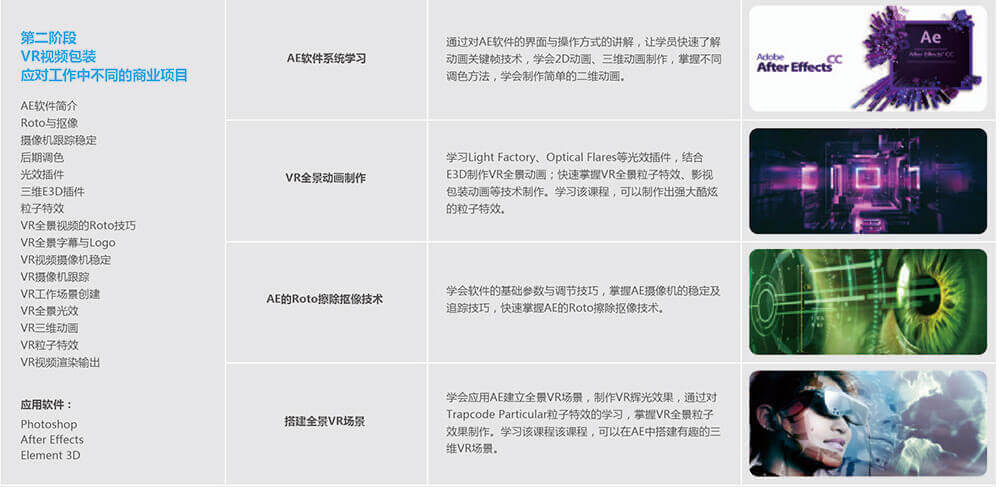 第二阶段
VR视频包装
应对工作中不同的商业项目
AE软件简介
Roto与抠像
摄像机跟踪稳定
后期调色
光效插件
三维E3D插件
粒子特效
VR全景视频的Roto技巧
VR全景字幕与Logo
VR视频摄像机稳定
VR摄像机跟踪
VR工作场景创建
VR全景光效
VR三维动画
VR粒子特效
VR视频渲染输出
应用软件：
Photoshop
After Effects
Element 3D
AE软件系统学习
通过对AE软件的界面与操作方式的讲解，让学员快速了解
动画关键帧技术，学会2D动画、三维动画制作，掌握不同
调色方法，学会制作简单的二维动画。
Adobe
After Effects CC
Ae
After Effects CC
VR全景动画制作
学习Light Factory、Optical Flares等光效插件，结合
E3D制作VR全景动画；快速掌握VR全景粒子特效、影视
包装动画等技术制作。学习该课程，可以制作出强大酷炫
的粒子特效。
AE的Roto擦除抠像技术
学会软件的基础参数与调节技巧，掌握AE摄像机的稳定及
追踪技巧，快速掌握AE的Roto擦除抠像技术。
搭建全景VR场景
学会应用AE建立全景VR场景，制作VR辉光效果，通过对
Trapcode Particular粒子特效的学习，掌握VR全景粒子
效果制作。学习该课程该课程，可以在AE中搭建有趣的三
维VR场景。